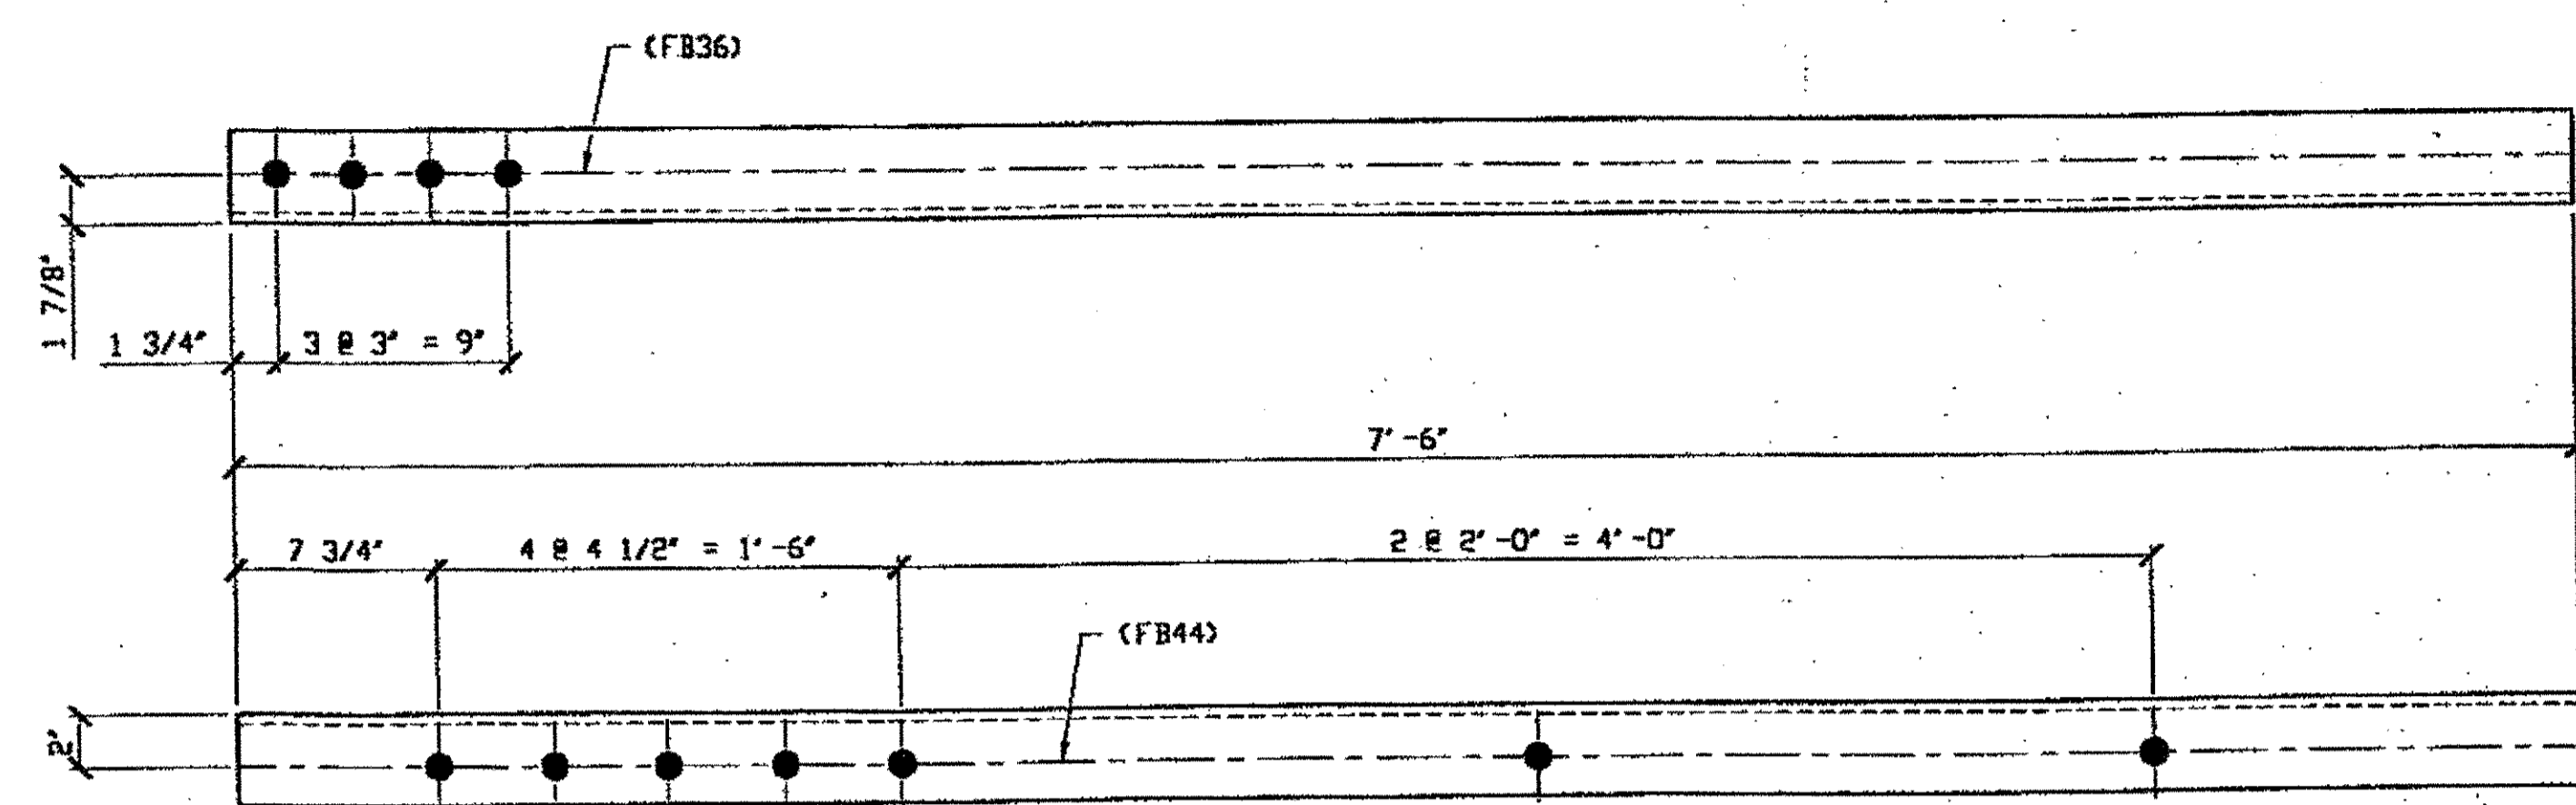 (FB36)
1 7/8"
1 3/4"
3 @ 3" = 9"
7'-6"
7 3/4"
4 @ 4 1/2" = 1'-6"
2 @ 2'-0" = 4'-0"
(FB44)
2"